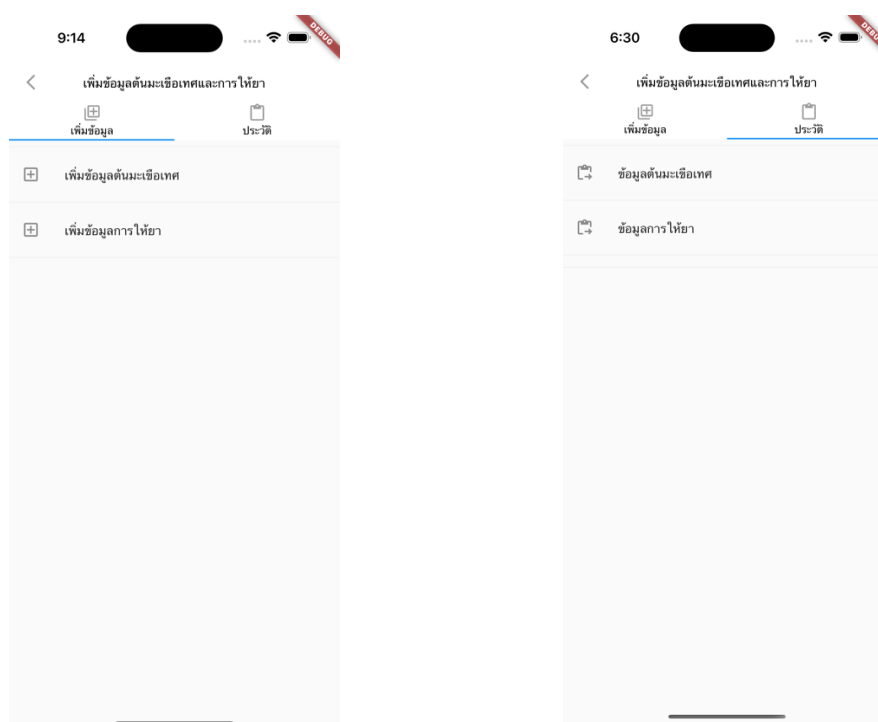 9:14
DEBUG
เพิ่มข้อมูลต้นมะเขือเทศและการให้ยา
เพิ่มข้อมูล
ประวัติ
เพิ่มข้อมูลต้นมะเขือเทศ
เพิ่มข้อมูลการให้ยา
6:30
DEBUG
เพิ่มข้อมูลต้นมะเขือเทศและการให้ยา
เพิ่มข้อมูล
ประวัติ
ข้อมูลต้นมะเขือเทศ
ข้อมูลการให้ยา